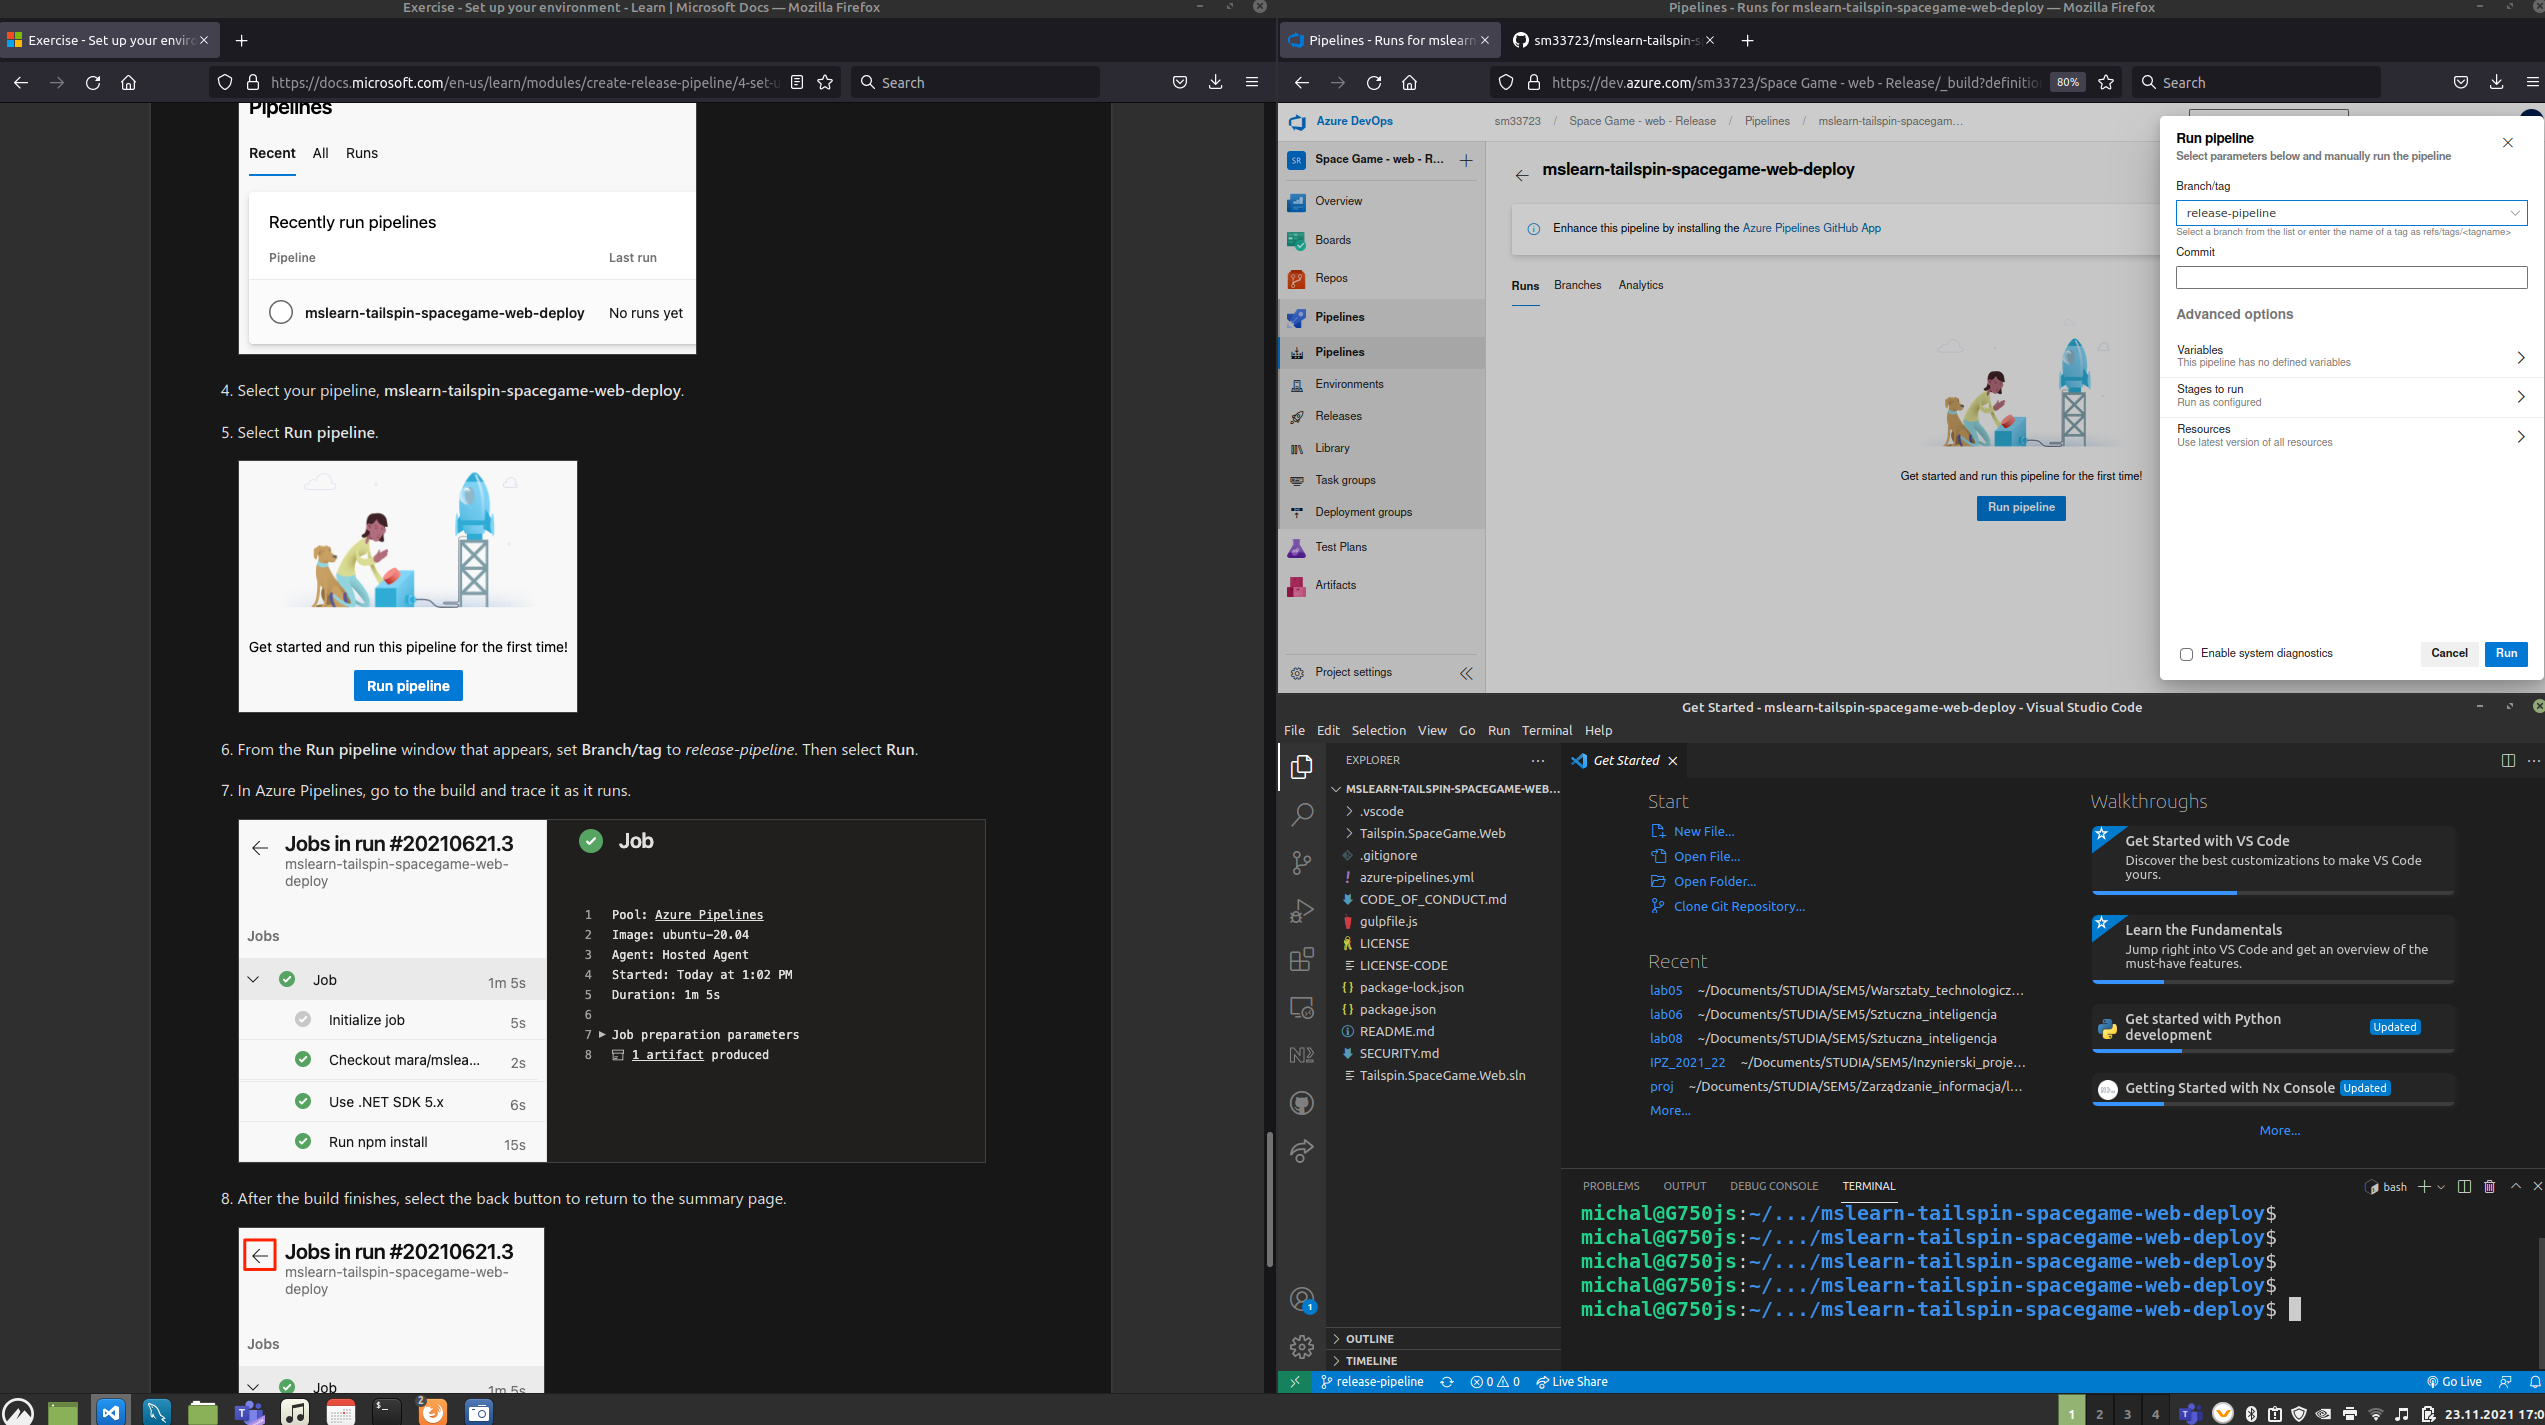 Exercise - Set up your environment - Learn | Microsoft Docs — Mozilla Firefox
Exercise - Set up your enviro
https://docs.microsoft.com/en-us/learn/modules/create-release-pipeline/4-set-u
Search
Pipelines
Recent All Runs
Recently run pipelines
Pipeline Last run
mslearn-tailspin-spacegame-web-deploy No runs yet
4. Select your pipeline, mslearn-tailspin-spacegame-web-deploy.
5. Select Run pipeline.
Get started and run this pipeline for the first time!
Run pipeline
6. From the Run pipeline window that appears, set Branch/tag to release-pipeline. Then select Run.
7. In Azure Pipelines, go to the build and trace it as it runs.
Jobs in run #20210621.3
mslearn-tailspin-spacegame-web-
deploy
Jobs
Job 1m 5s
Initialize job 5s
Checkout mara/mslea... 2s
Use .NET SDK 5.x 6s
Run npm install 15s
Job
1 Pool: Azure Pipelines
2 Image: ubuntu-20.04
3 Agent: Hosted Agent
4 Started: Today at 1:02 PM
5 Duration: 1m 5s
6
7 Job preparation parameters
8 1 artifact produced
8. After the build finishes, select the back button to return to the summary page.
Jobs in run #20210621.3
mslearn-tailspin-spacegame-web-
deploy
Jobs
Job 1m 5s
Pipelines - Runs for mslearn-tailspin-spacegame-web-deploy — Mozilla Firefox
Pipelines - Runs for mslearn
sm33723/mslearn-tailspin-s
https://dev.azure.com/sm33723/Space Game - web - Release/_build?definitio
80%
Search
Azure DevOps
sm33723 / Space Game - web - Release / Pipelines / mslearn-tailspin-spacegam...
SR Space Game - web - R...
Overview
Boards
Repos
Pipelines
Pipelines
Environments
Releases
Library
Task groups
Deployment groups
Test Plans
Artifacts
Project settings
mslearn-tailspin-spacegame-web-deploy
Enhance this pipeline by installing the Azure Pipelines GitHub App
Runs Branches Analytics
Get started and run this pipeline for the first time!
Run pipeline
Run pipeline
Select parameters below and manually run the pipeline
Branch/tag
release-pipeline
Select a branch from the list or enter the name of a tag as refs/tags/<tagname>
Commit
Advanced options
Variables
This pipeline has no defined variables
Stages to run
Run as configured
Resources
Use latest version of all resources
Enable system diagnostics
Cancel Run
Get Started - mslearn-tailspin-spacegame-web-deploy - Visual Studio Code
File Edit Selection View Go Run Terminal Help
EXPLORER
MSLEARN-TAILSPIN-SPACEGAME-WEB...
.vscode
Tailspin.SpaceGame.Web
.gitignore
azure-pipelines.yml
CODE_OF_CONDUCT.md
gulpfile.js
LICENSE
LICENSE-CODE
package-lock.json
package.json
README.md
SECURITY.md
Tailspin.SpaceGame.Web.sln
OUTLINE
TIMELINE
Get Started
Start
New File...
Open File...
Open Folder...
Clone Git Repository...
Recent
lab05 ~/Documents/STUDIA/SEM5/Warsztaty_technologicz...
lab06 ~/Documents/STUDIA/SEM5/Sztuczna_inteligencja
lab08 ~/Documents/STUDIA/SEM5/Sztuczna_inteligencja
IPZ_2021_22 ~/Documents/STUDIA/SEM5/Inzynierski_proje...
proj ~/Documents/STUDIA/SEM5/Zarządzanie_informacja/l...
More...
Walkthroughs
Get Started with VS Code
Discover the best customizations to make VS Code
yours.
Learn the Fundamentals
Jump right into VS Code and get an overview of the
must-have features.
Get started with Python
development
Updated
Getting Started with Nx Console Updated
More...
PROBLEMS OUTPUT DEBUG CONSOLE TERMINAL
bash
michal@G750js:~/.../mslearn-tailspin-spacegame-web-deploy$
michal@G750js:~/.../mslearn-tailspin-spacegame-web-deploy$
michal@G750js:~/.../mslearn-tailspin-spacegame-web-deploy$
michal@G750js:~/.../mslearn-tailspin-spacegame-web-deploy$
michal@G750js:~/.../mslearn-tailspin-spacegame-web-deploy$
1
release-pipeline 0 0 Live Share Go Live
2
1 2 3 4
23.11.2021 17:0